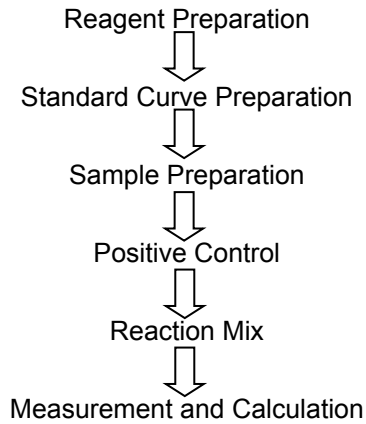 Reagent Preparation
Standard Curve Preparation
Sample Preparation
Positive Control
Reaction Mix
Measurement and Calculation